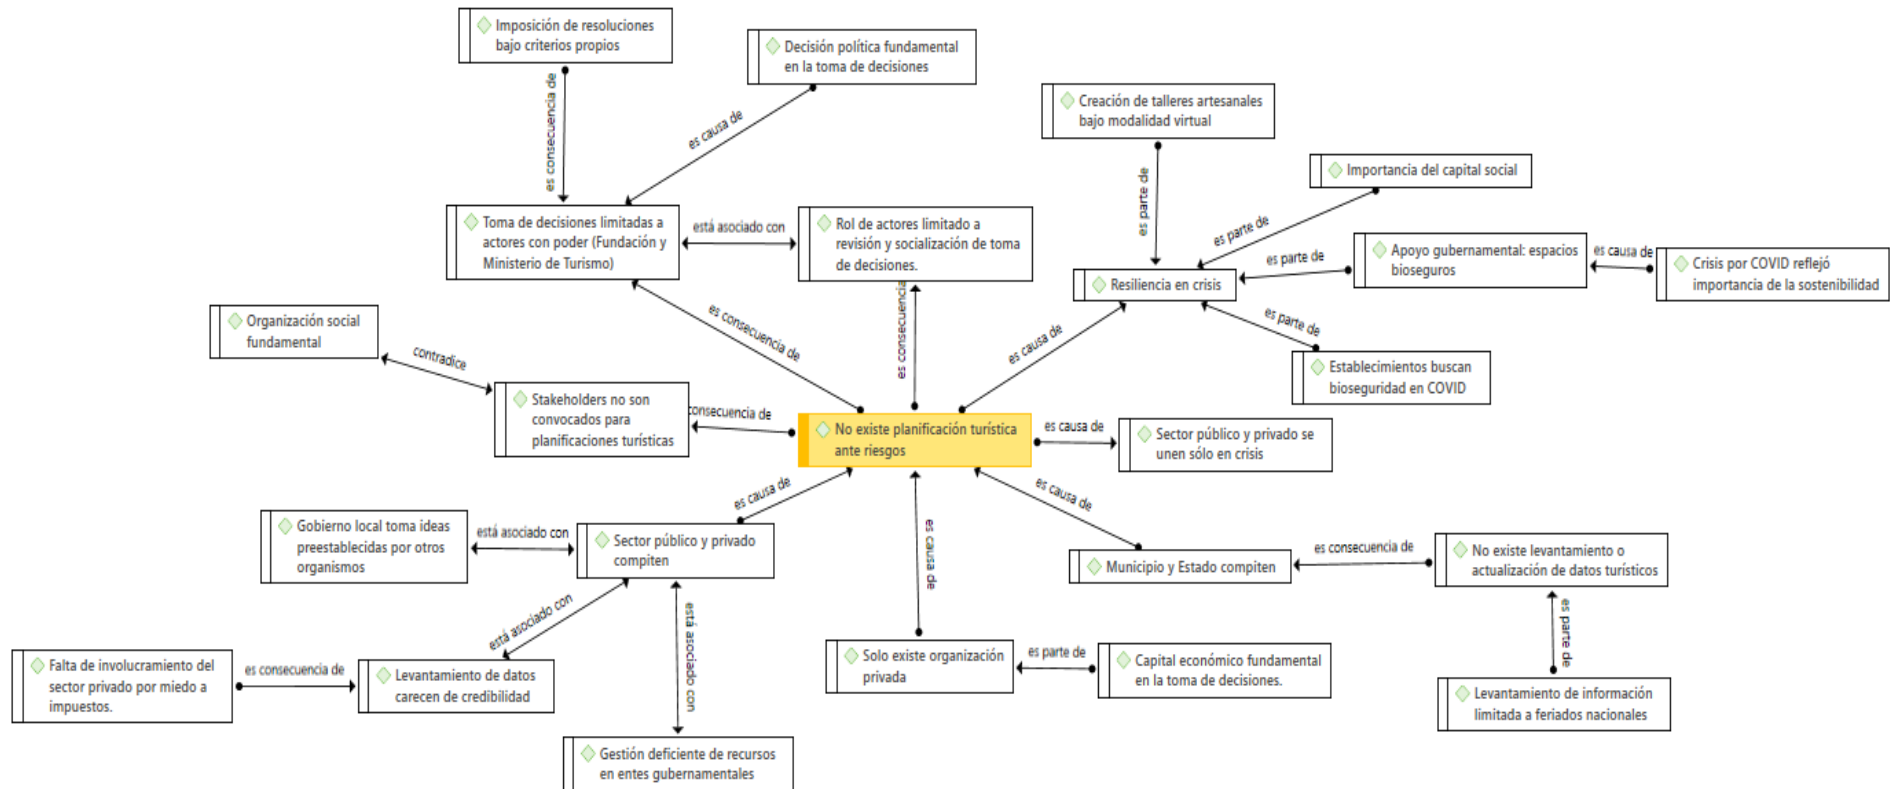 Imposición de resoluciones
bajo criterios propios
Decisión política fundamental
en la toma de decisiones
es consecuencia de
es causa de
Creación de talleres artesanales
bajo modalidad virtual
es parte de
Importancia del capital social
es parte de
Toma de decisiones limitadas a
actores con poder (Fundación y
Ministerio de Turismo)
está asociado con
Rol de actores limitado a
revisión y socialización de toma
de decisiones.
es parte de
Apoyo gubernamental: espacios
bioseguros
es causa de
Crisis por COVID reflejó
importancia de la sostenibilidad
Resiliencia en crisis
es parte de
Organización social
fundamental
contradice
es consecuencia de
es consecuencia
es causa de
Establecimientos buscan
bioseguridad en COVID
Stakeholders no son
convocados para
planificaciones turísticas
consecuencia de
No existe planificación turística
ante riesgos
es causa de
Sector público y privado se
unen sólo en crisis
es causa de
es causa de
es causa de
Gobierno local toma ideas
preestablecidas por otros
organismos
está asociado con
Sector público y privado
compiten
Municipio y Estado compiten
es consecuencia de
No existe levantamiento o
actualización de datos turísticos
está asociado con
está asociado con
es parte de
Falta de involucramiento del
sector privado por miedo a
impuestos.
es consecuencia de
Levantamiento de datos
carecen de credibilidad
Solo existe organización
privada
es parte de
Capital económico fundamental
en la toma de decisiones.
Levantamiento de información
limitada a feriados nacionales
Gestión deficiente de recursos
en entes gubernamentales